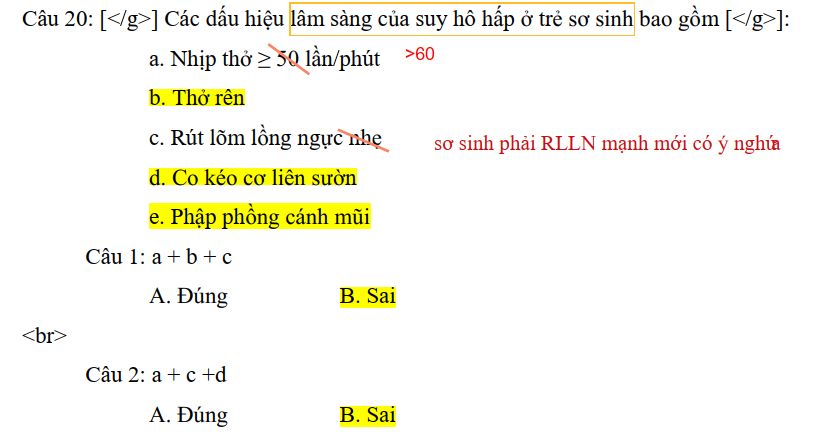 Câu 20: [</g>] Các dấu hiệu lâm sàng của suy hô hấp ở trẻ sơ sinh bao gồm [</g>]:
a. Nhịp thở ≥ 50 lần/phút >60
b. Thở rên
c. Rút lõm lồng ngực nhẹ sơ sinh phải RLLN mạnh mới có ý nghĩa
d. Co kéo cơ liên sườn
e. Phập phồng cánh mũi
Câu 1: a + b + c
A. Đúng B. Sai
<br>
Câu 2: a + c +d
A. Đúng B. Sai